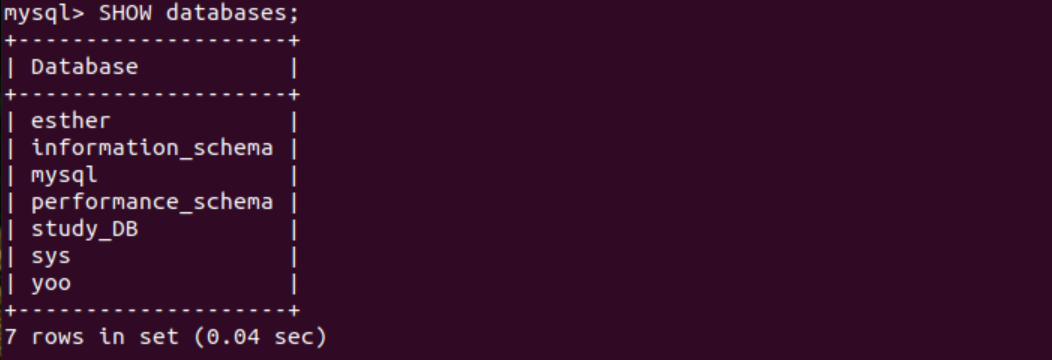 mysql> SHOW databases;
+--------------------+
| Database           |
+--------------------+
| esther             |
| information_schema |
| mysql              |
| performance_schema |
| study_DB           |
| sys                |
| yoo                |
+--------------------+
7 rows in set (0.04 sec)